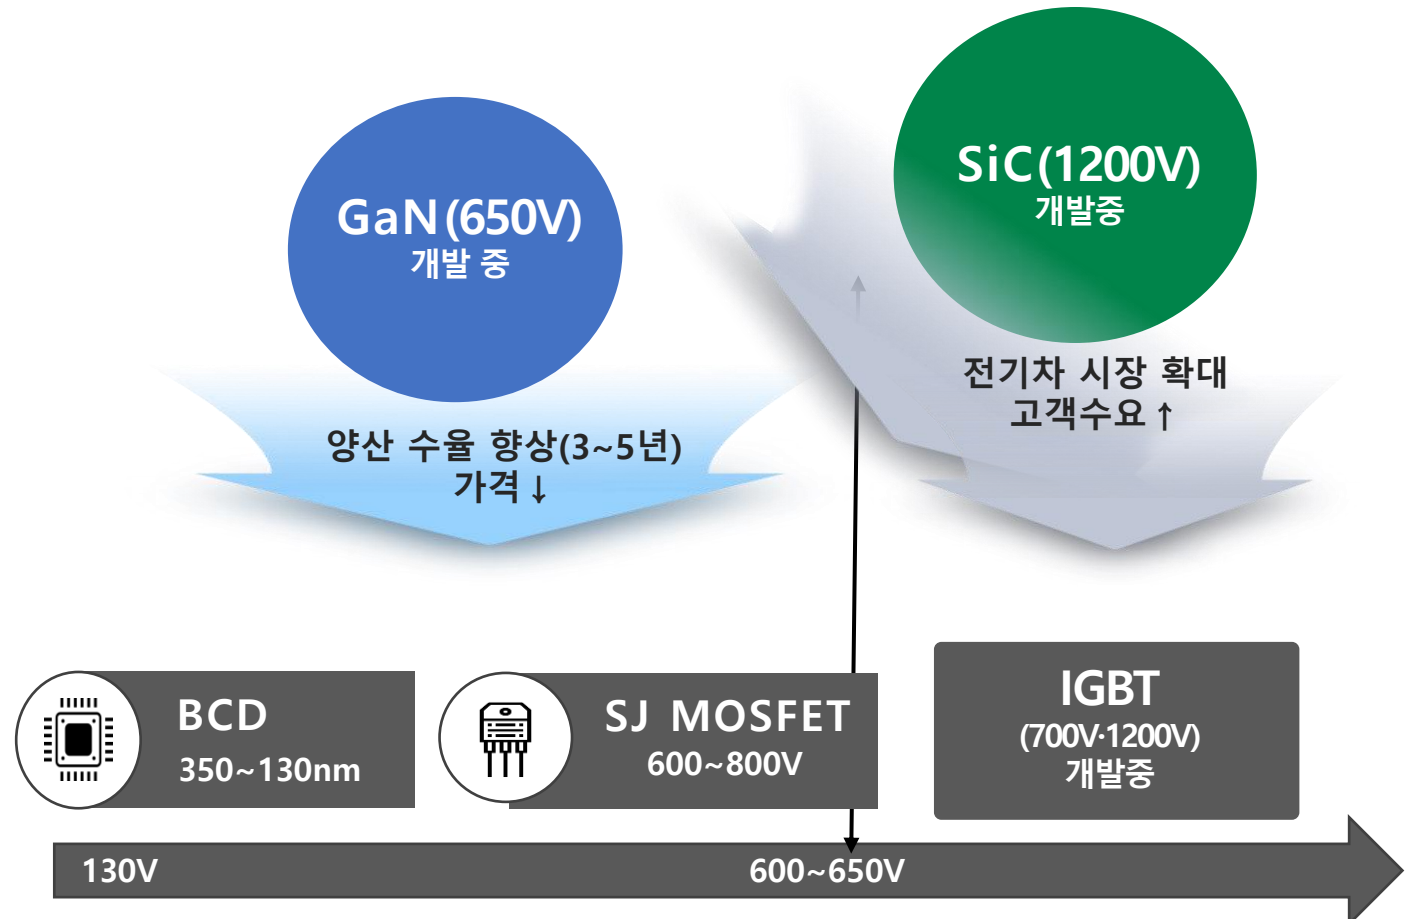 GaN(650V)
개발 중
SiC(1200V)
개발중
양산 수율 향상(3~5년)
가격↓
전기차 시장 확대
고객수요↑
BCD
350~130nm
SJ MOSFET
600~800V
IGBT
(700V·1200V)
개발중
130V
600~650V